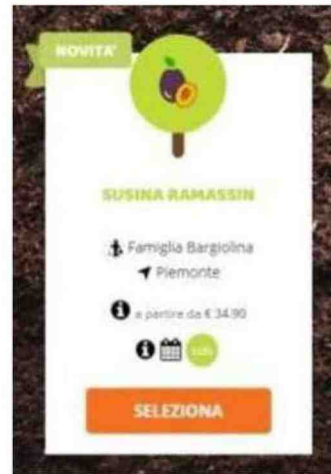 NOVITA'
SUSINA RAMASSIN
Famiglia Bargiolina
Piemonte
a partire da € 34.90
SELEZIONA